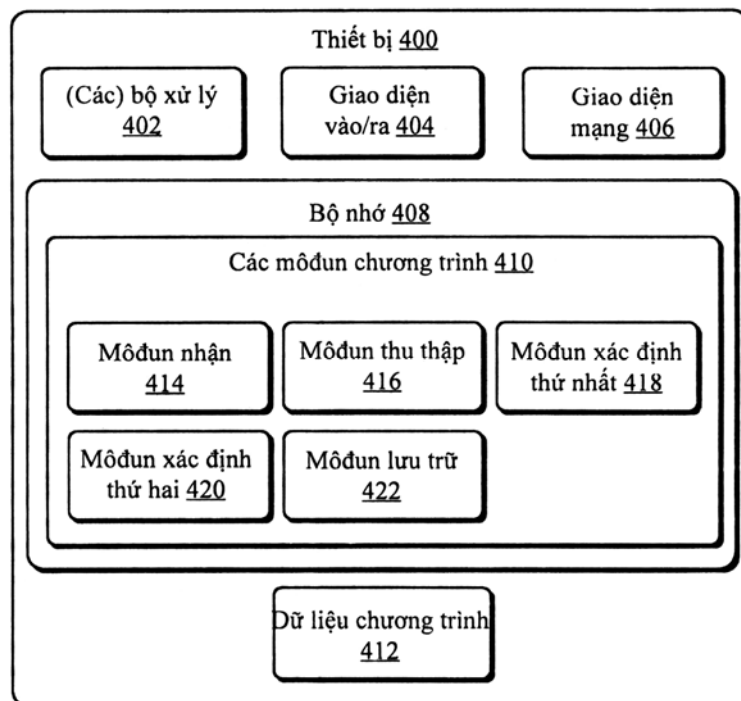 Thiết bị 400
(Các) bộ xử lý
402
Giao diện
vào/ra 404
Giao diện
mạng 406
Bộ nhớ 408
Các môđun chương trình 410
Môđun nhận
414
Môđun thu thập
416
Môđun xác định
thứ nhất 418
Môđun xác định
thứ hai 420
Môđun lưu trữ
422
Dữ liệu chương trình
412